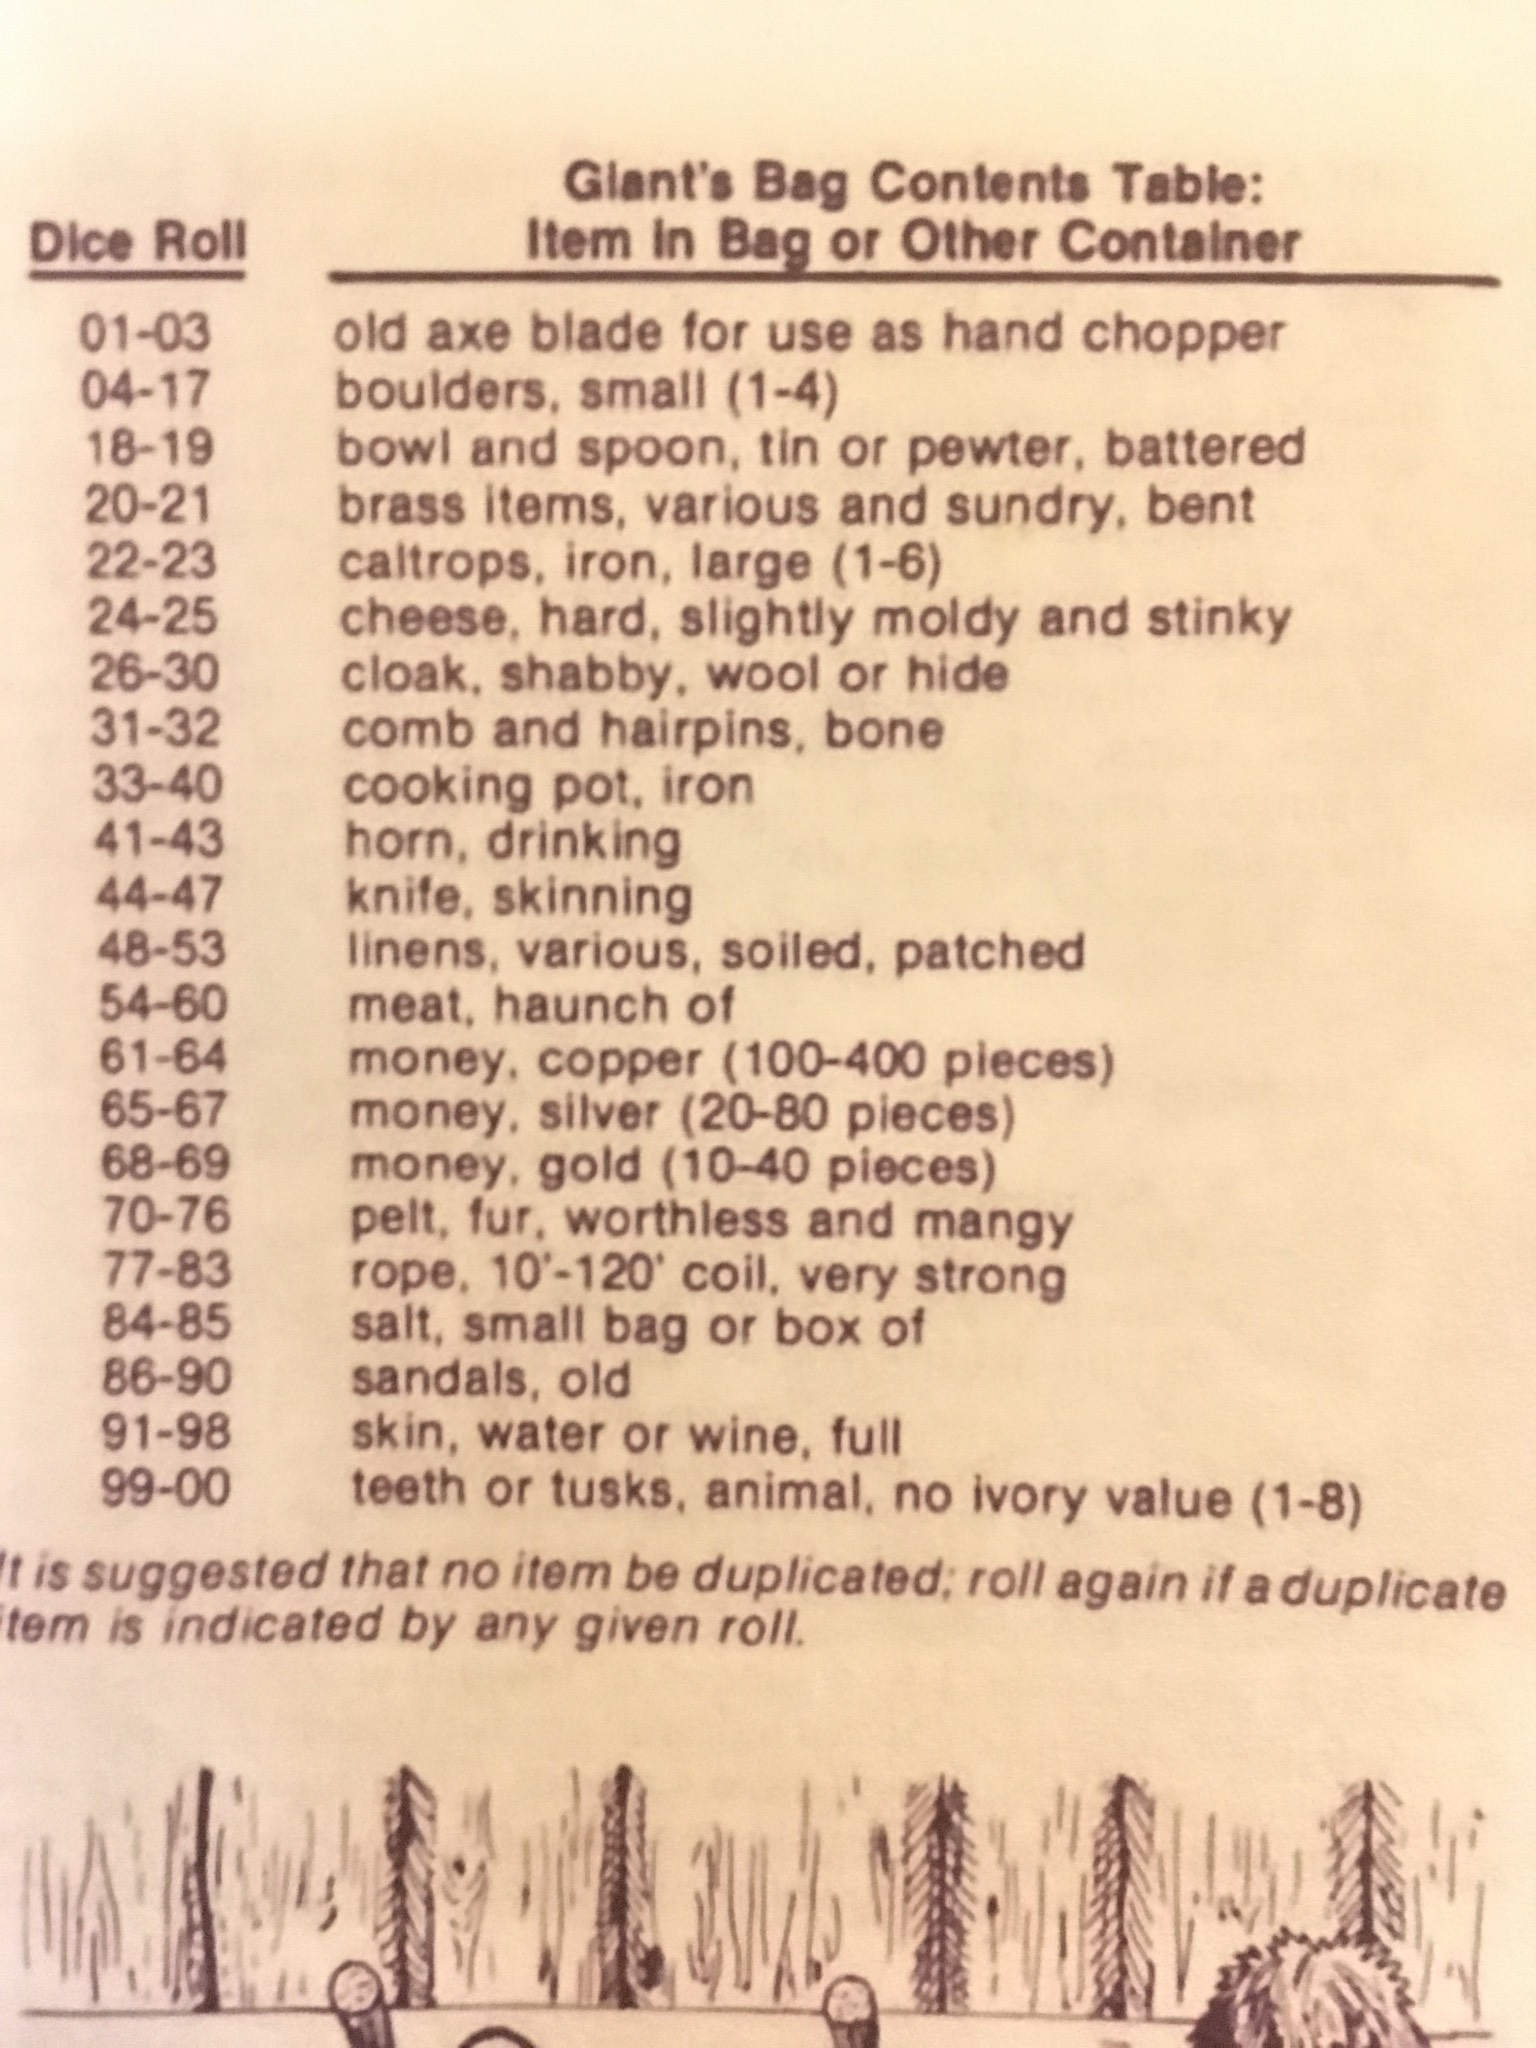 Giant's Bag Contents Table:
Dice Roll Item in Bag or Other Container
01-03 old axe blade for use as hand chopper
04-17 boulders, small (1-4)
18-19 bowl and spoon, tin or pewter, battered
20-21 brass items, various and sundry, bent
22-23 caltrops, iron, large (1-6)
24-25 cheese, hard, slightly moldy and stinky
26-30 cloak, shabby, wool or hide
31-32 comb and hairpins, bone
33-40 cooking pot, iron
41-43 horn, drinking
44-47 knife, skinning
48-53 linens, various, soiled, patched
54-60 meat, haunch of
61-64 money, copper (100-400 pieces)
65-67 money, silver (20-80 pieces)
68-69 money, gold (10-40 pieces)
70-76 pelt, fur, worthless and mangy
77-83 rope, 10'-120' coil, very strong
84-85 salt, small bag or box of
86-90 sandals, old
91-98 skin, water or wine, full
99-00 teeth or tusks, animal, no ivory value (1-8)
It is suggested that no item be duplicated; roll again if a duplicate
item is indicated by any given roll.